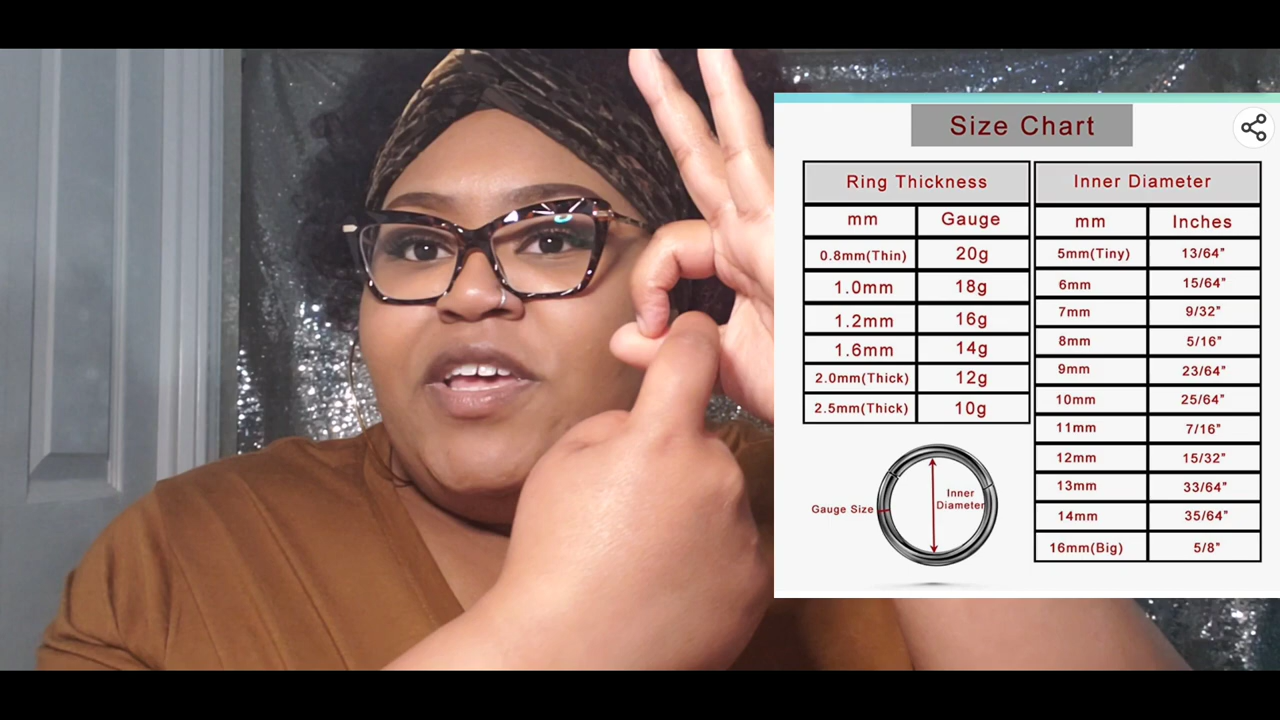 Size Chart
Ring Thickness
mm Gauge
0.8mm(Thin) 20g
1.0mm 18g
1.2mm 16g
1.6mm 14g
2.0mm(Thick) 12g
2.5mm(Thick) 10g
Gauge Size
Inner
Diameter
Inner Diameter
mm Inches
5mm(Tiny) 13/64"
6mm 15/64"
7mm 9/32"
8mm 5/16"
9mm 23/64"
10mm 25/64"
11mm 7/16"
12mm 15/32"
13mm 33/64"
14mm 35/64"
16mm(Big) 5/8"